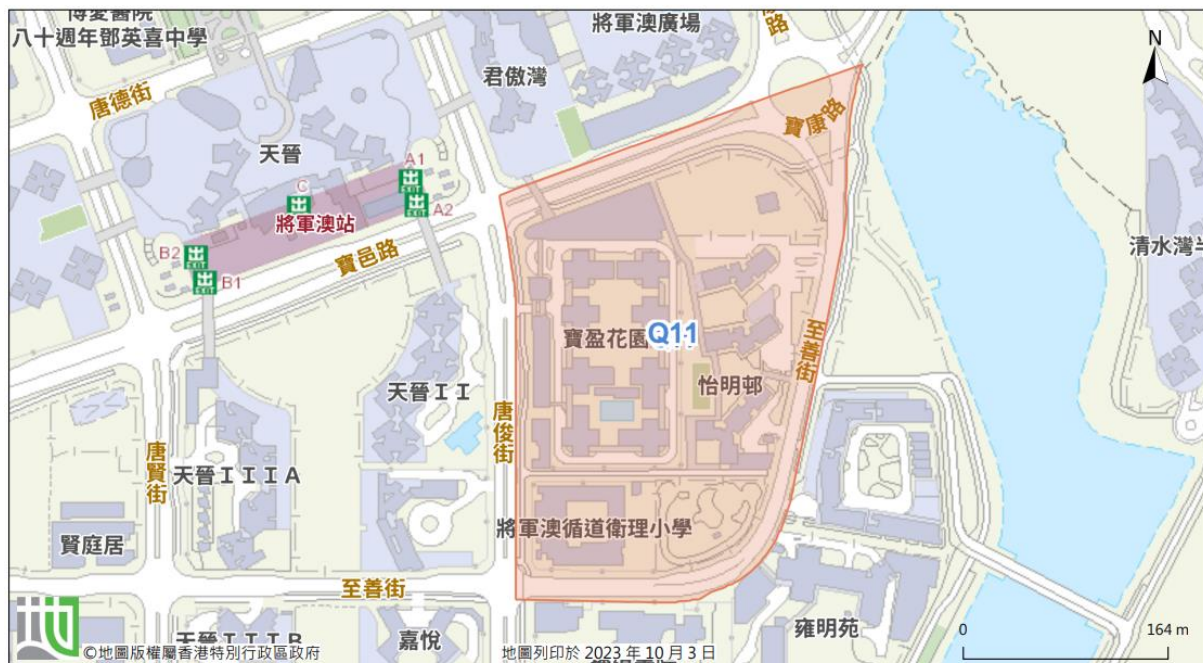 博愛醫院
八十週年鄧英喜中學
將軍澳廣場
N
君傲灣
唐德街
寶康路
天晉
A1
C
將軍澳站
A2
清水灣半
B2
寶邑路
B1
寶盈花園
Q11
至善街
怡明邨
天晉II
唐俊街
唐賢街
天晉IIIA
將軍澳循道衛理小學
賢庭居
至善街
雍明苑
0
164 m
天晉IIIB
嘉悅
©地圖版權屬香港特別行政區政府
地圖列印於 2023 年 10 月 3 日